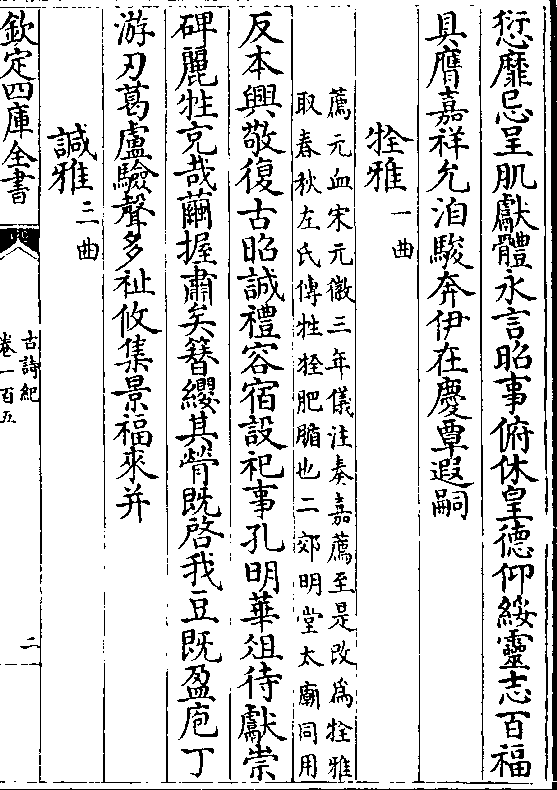 愆靡忌呈肌獻體永言昭事俯休皇德仰綏靈志百福
具膺嘉祥允洎駿奔伊在慶覃遐嗣
牷雅一曲
薦元血宋元徽三年儀注奏嘉薦至是改爲牷雅
取春秋左氏傳牲牷肥腯也二郊明堂太廟同用
反本興敬復古昭誠禮容宿設祀事孔明華俎待獻崇
碑麗牲充哉繭握肅矣簪纓其膋既啓我豆既盈庖丁
游刃葛盧驗聲多祉攸集景福來并
諴雅三曲
欽定四庫全書
古詩紀
卷一百五
二